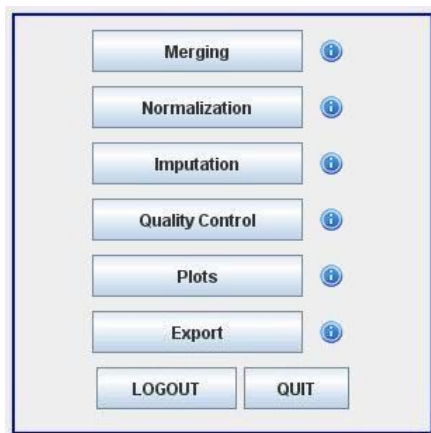 Merging
Normalization
Imputation
Quality Control
Plots
Export
LOGOUT QUIT